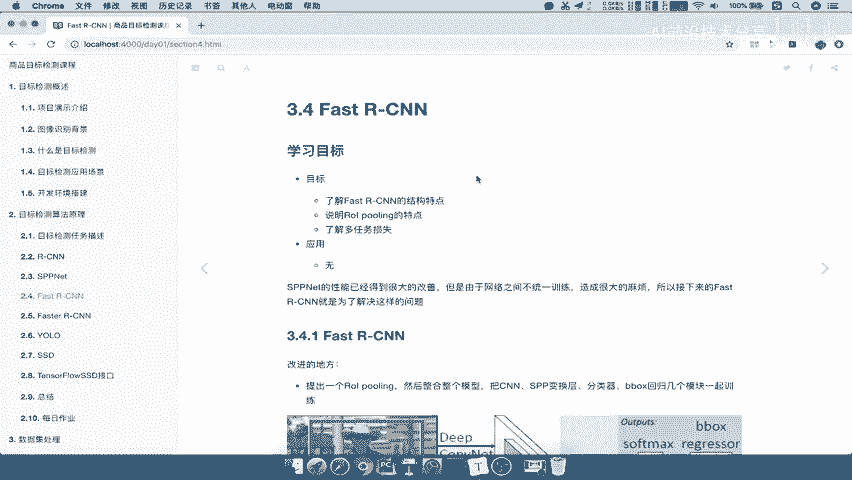 Chrome 文件 修改 视图 历史记录 书签 其他人 电动窗 帮助
100%
Fast R-CNN | 商品目标检测课
localhost:4000/day01/section4.html
商品目标检测课程
1. 目标检测概述
1.1. 项目演示介绍
1.2. 图像识别背景
1.3. 什么是目标检测
1.4. 目标检测应用场景
1.5. 开发环境搭建
2. 目标检测算法原理
2.1. 目标检测任务描述
2.2. R-CNN
2.3. SPPNet
2.4. Fast R-CNN
2.5. Faster R-CNN
2.6. YOLO
2.7. SSD
2.8. TensorFlowSSD接口
2.9. 总结
2.10. 每日作业
3. 数据集处理
A
3.4 Fast R-CNN
学习目标
目标
了解Fast R-CNN的结构特点
说明RoI pooling的特点
了解多任务损失
应用
无
SPPNet的性能已经得到很大的改善，但是由于网络之间不统一训练，造成很大的麻烦，所以接下来的Fast
R-CNN就是为了解决这样的问题
3.4.1 Fast R-CNN
改进的地方：
提出一个RoI pooling，然后整合整个模型，把CNN、SPP变换层、分类器、bbox回归几个模块一起训
练
Deep
ConvNet
Outputs:
bbox
softmax regressor